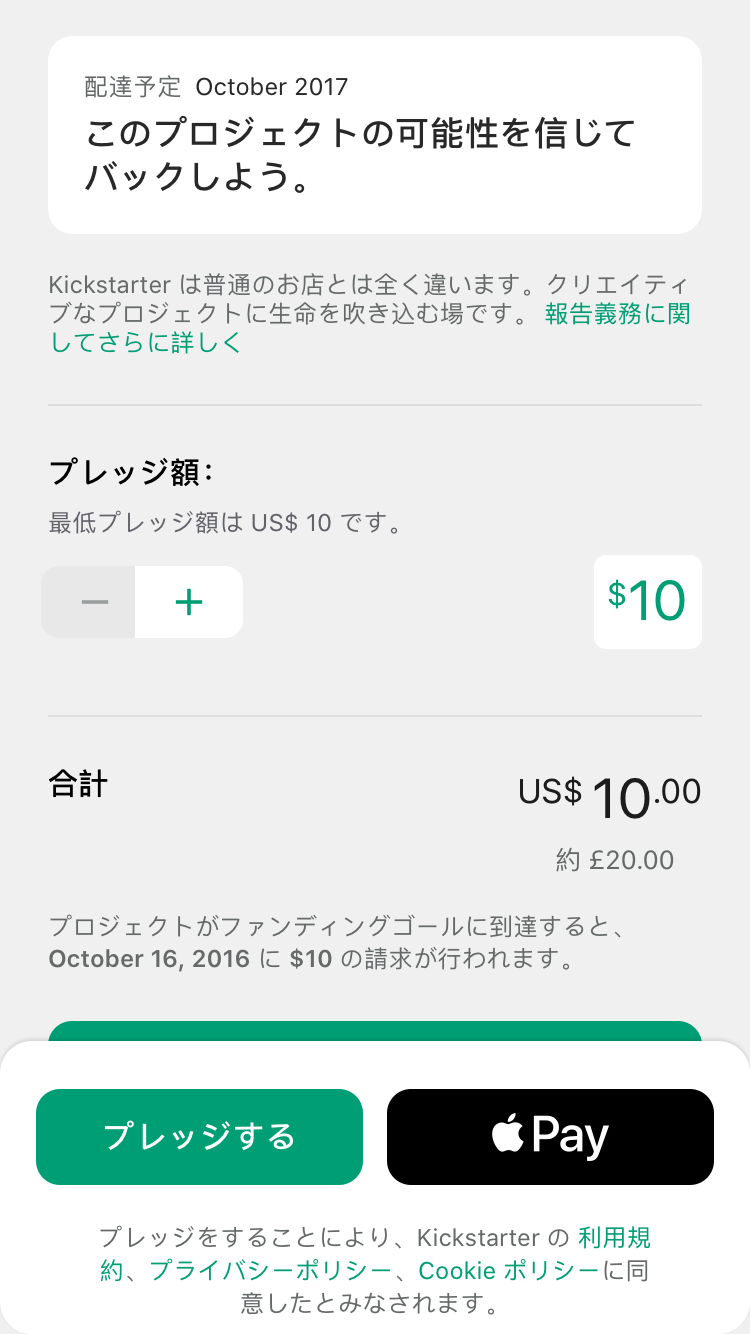 配達予定 October 2017
このプロジェクトの可能性を信じて
バックしよう。
Kickstarter は普通のお店とは全く違います。クリエイティ
ブなプロジェクトに生命を吹き込む場です。 報告義務に関
してさらに詳しく
プレッジ額：
最低プレッジ額は US$ 10 です。
− +
$10
合計
US$ 10.00
約 £20.00
プロジェクトがファンディングゴールに到達すると、
October 16, 2016 に $10 の請求が行われます。
プレッジする
Pay
プレッジをすることにより、Kickstarter の 利用規
約、プライバシーポリシー、Cookie ポリシーに同
意したとみなされます。